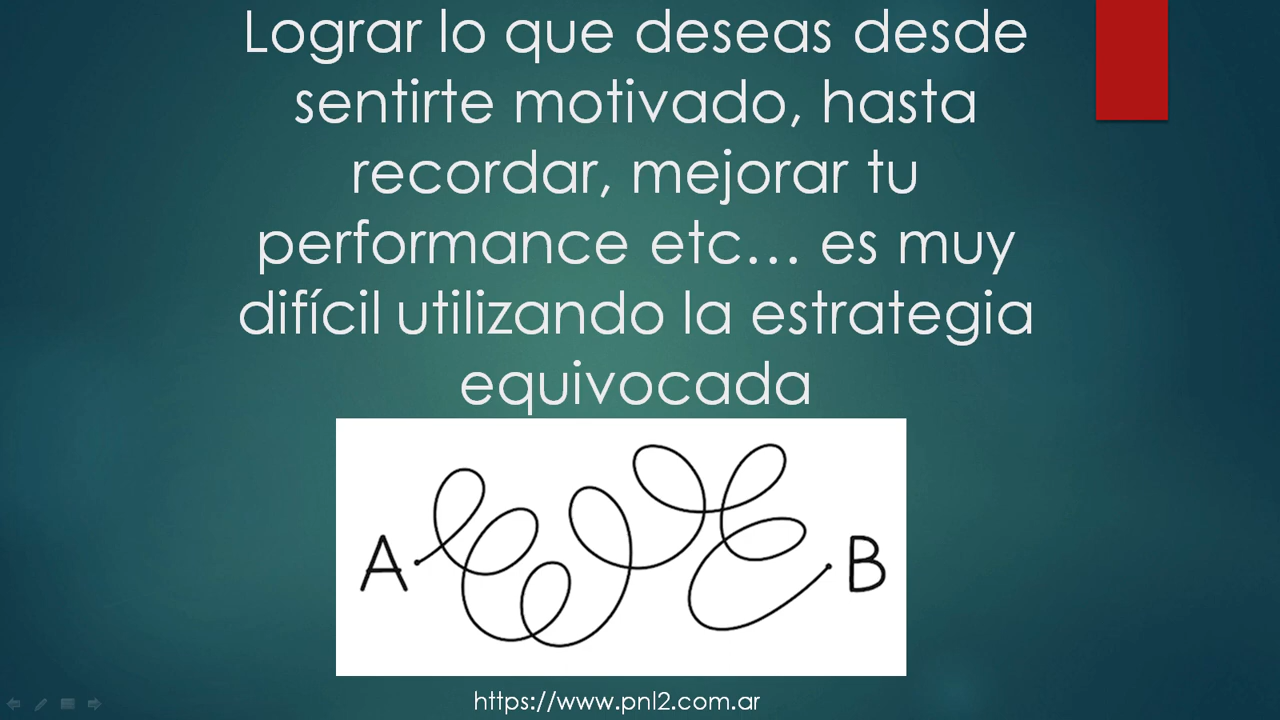 Lograr lo que deseas desde
sentirte motivado, hasta
recordar, mejorar tu
performance etc... es muy
difícil utilizando la estrategia
equivocada
A B
https://www.pnl2.com.ar